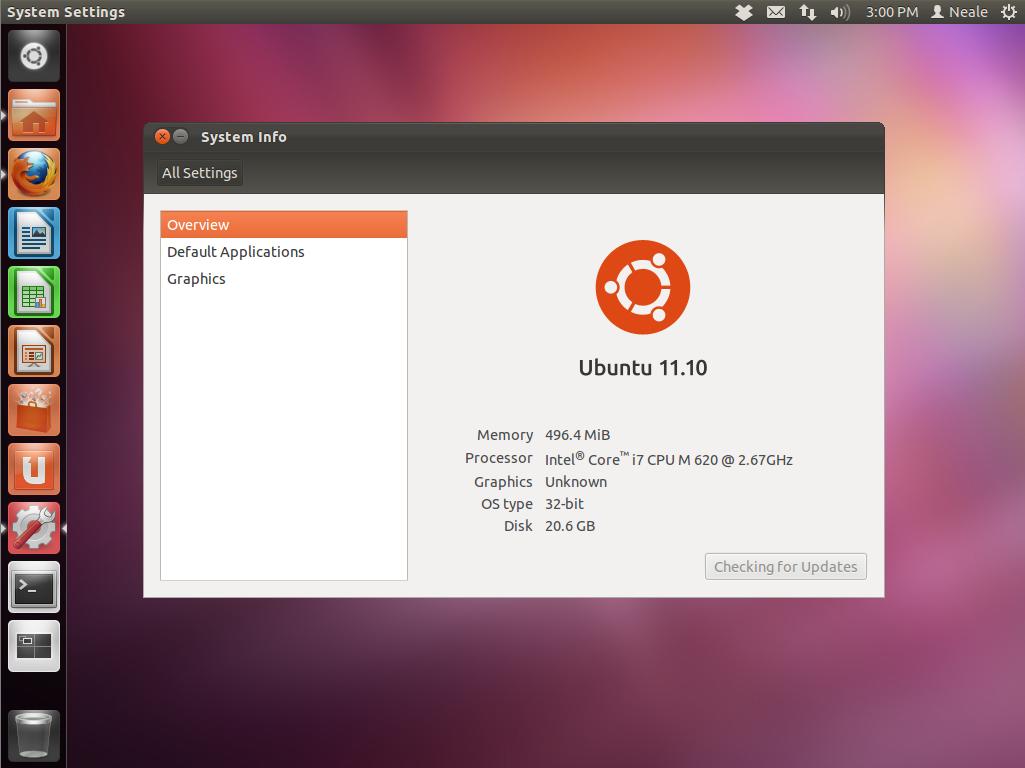 System Settings
3:00 PM Neale
System Info
All Settings
Overview
Default Applications
Graphics
Ubuntu 11.10
Memory 496.4 MiB
Processor Intel® Core™ i7 CPU M 620 @ 2.67GHz
Graphics Unknown
OS type 32-bit
Disk 20.6 GB
Checking for Updates